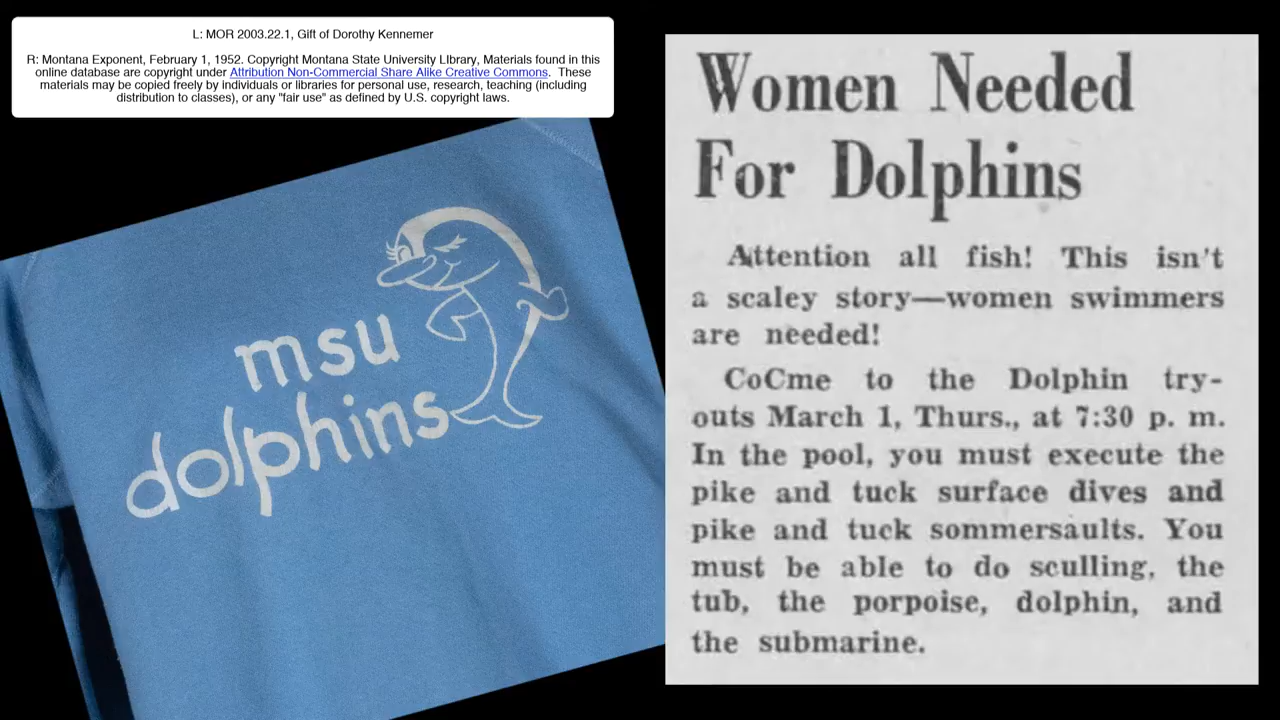 L: MOR 2003.22.1, Gift of Dorothy Kennemer
R: Montana Exponent, February 1, 1952. Copyright Montana State University LIbrary, Materials found in this
online database are copyright under Attribution Non-Commercial Share Alike Creative Commons.  These
materials may be copied freely by individuals or libraries for personal use, research, teaching (including
distribution to classes), or any "fair use" as defined by U.S. copyright laws.
msu
dolphins
Women Needed
For Dolphins
Attention all fish! This isn't
a scaley story—women swimmers
are needed!
CoCme to the Dolphin try-
outs March 1, Thurs., at 7:30 p. m.
In the pool, you must execute the
pike and tuck surface dives and
pike and tuck sommersaults. You
must be able to do sculling, the
tub, the porpoise, dolphin, and
the submarine.